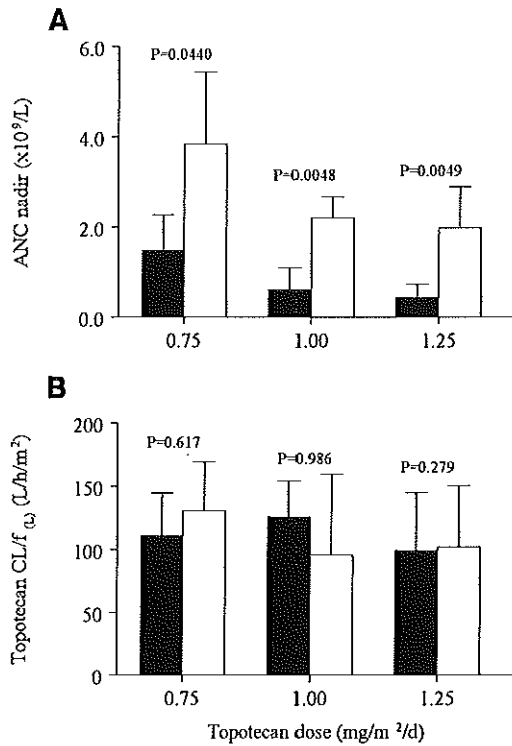 A
ANC nadir (x10⁹/L)
6.0
4.0
2.0
0.0
P=0.0440
P=0.0048
P=0.0049
0.75
1.00
1.25
B
Topotecan CL/f (L) (L/h/m²)
200
150
100
50
0
P=0.617
P=0.986
P=0.279
0.75
1.00
1.25
Topotecan dose (mg/m²/d)